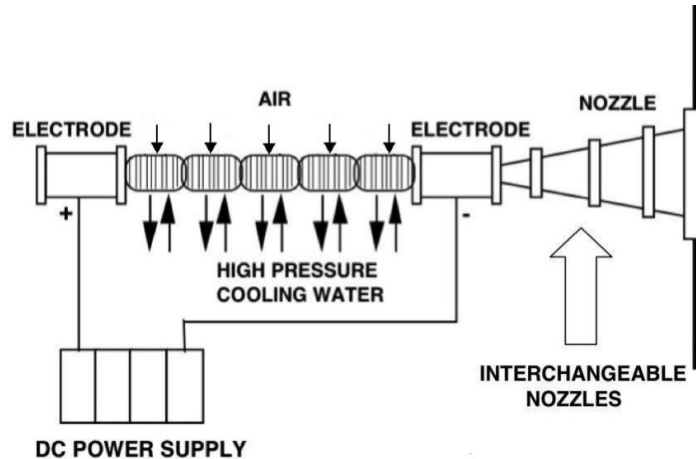 AIR
NOZZLE
ELECTRODE
ELECTRODE
+
-
HIGH PRESSURE
COOLING WATER
INTERCHANGEABLE
NOZZLES
DC POWER SUPPLY